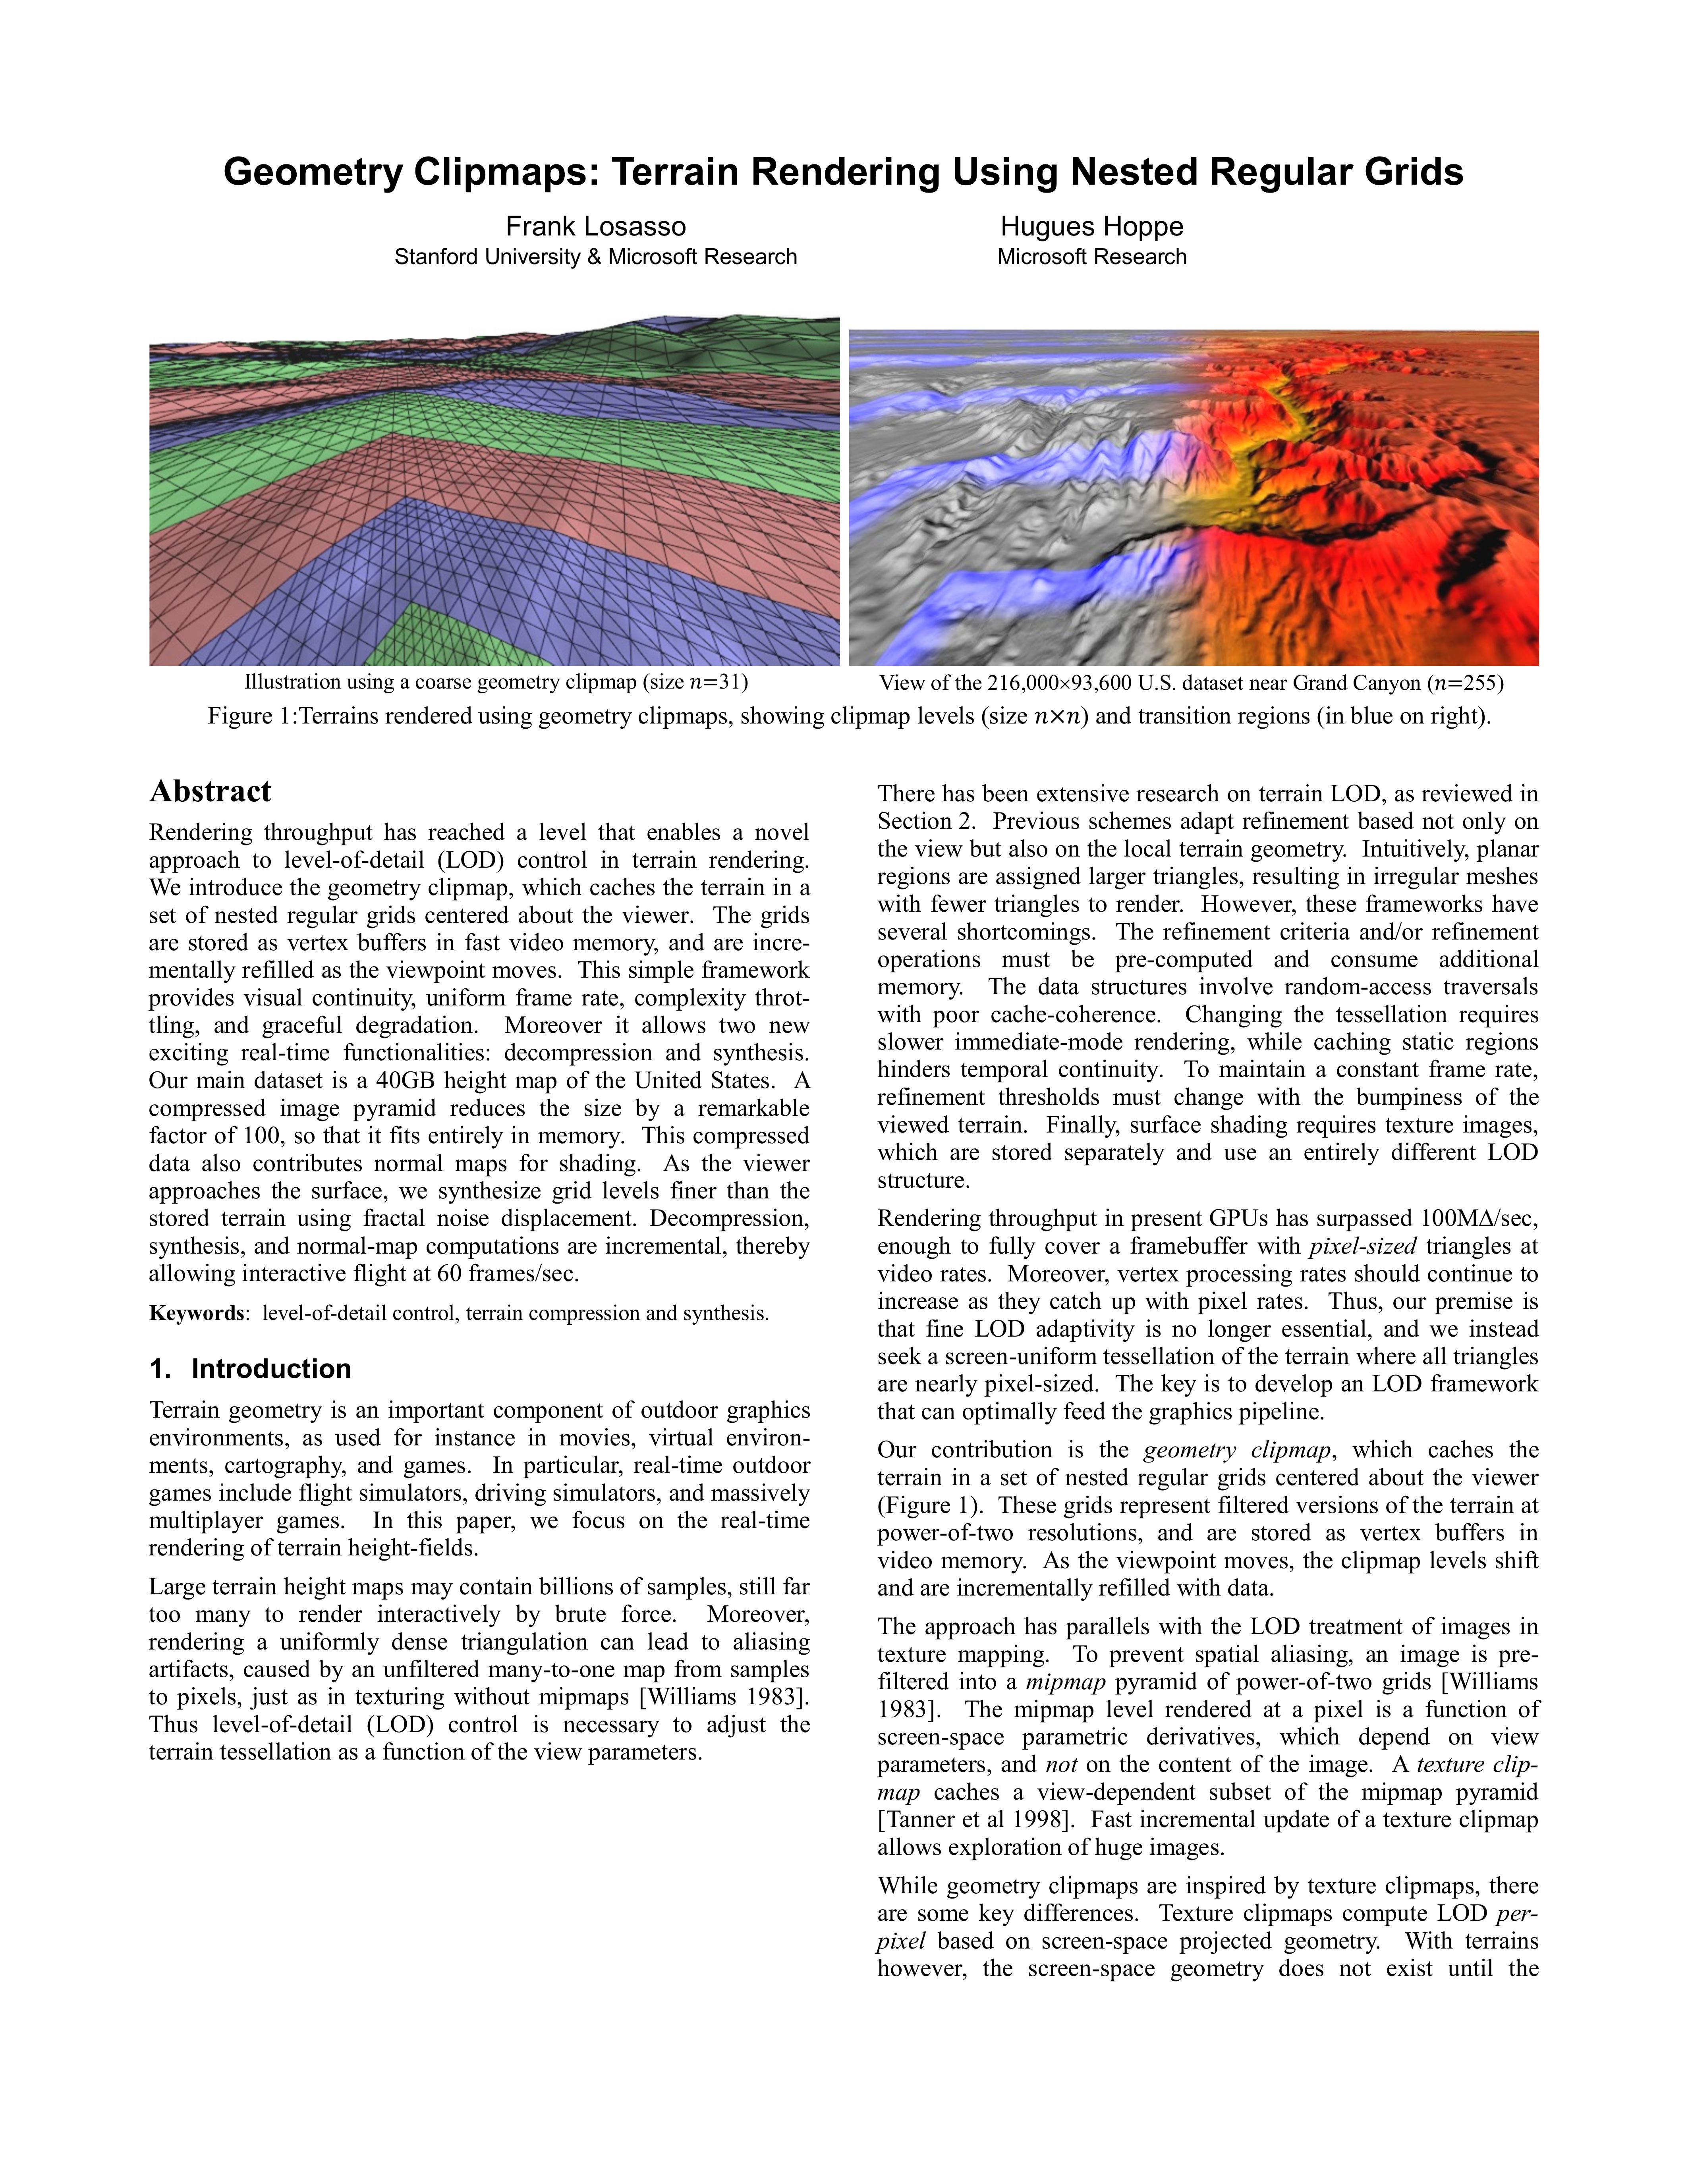 Geometry Clipmaps: Terrain Rendering Using Nested Regular Grids
Frank Losasso
Stanford University & Microsoft Research
Hugues Hoppe
Microsoft Research
Illustration using a coarse geometry clipmap (size n=31)
View of the 216,000×93,600 U.S. dataset near Grand Canyon (n=255)
Figure 1:Terrains rendered using geometry clipmaps, showing clipmap levels (size n×n) and transition regions (in blue on right).
Abstract
Rendering throughput has reached a level that enables a novel
approach to level-of-detail (LOD) control in terrain rendering.
We introduce the geometry clipmap, which caches the terrain in a
set of nested regular grids centered about the viewer. The grids
are stored as vertex buffers in fast video memory, and are incre-
mentally refilled as the viewpoint moves. This simple framework
provides visual continuity, uniform frame rate, complexity throt-
tling, and graceful degradation. Moreover it allows two new
exciting real-time functionalities: decompression and synthesis.
Our main dataset is a 40GB height map of the United States. A
compressed image pyramid reduces the size by a remarkable
factor of 100, so that it fits entirely in memory. This compressed
data also contributes normal maps for shading. As the viewer
approaches the surface, we synthesize grid levels finer than the
stored terrain using fractal noise displacement. Decompression,
synthesis, and normal-map computations are incremental, thereby
allowing interactive flight at 60 frames/sec.
Keywords: level-of-detail control, terrain compression and synthesis.
1. Introduction
Terrain geometry is an important component of outdoor graphics
environments, as used for instance in movies, virtual environ-
ments, cartography, and games. In particular, real-time outdoor
games include flight simulators, driving simulators, and massively
multiplayer games. In this paper, we focus on the real-time
rendering of terrain height-fields.
Large terrain height maps may contain billions of samples, still far
too many to render interactively by brute force. Moreover,
rendering a uniformly dense triangulation can lead to aliasing
artifacts, caused by an unfiltered many-to-one map from samples
to pixels, just as in texturing without mipmaps [Williams 1983].
Thus level-of-detail (LOD) control is necessary to adjust the
terrain tessellation as a function of the view parameters.
There has been extensive research on terrain LOD, as reviewed in
Section 2. Previous schemes adapt refinement based not only on
the view but also on the local terrain geometry. Intuitively, planar
regions are assigned larger triangles, resulting in irregular meshes
with fewer triangles to render. However, these frameworks have
several shortcomings. The refinement criteria and/or refinement
operations must be pre-computed and consume additional
memory. The data structures involve random-access traversals
with poor cache-coherence. Changing the tessellation requires
slower immediate-mode rendering, while caching static regions
hinders temporal continuity. To maintain a constant frame rate,
refinement thresholds must change with the bumpiness of the
viewed terrain. Finally, surface shading requires texture images,
which are stored separately and use an entirely different LOD
structure.
Rendering throughput in present GPUs has surpassed 100MΔ/sec,
enough to fully cover a framebuffer with pixel-sized triangles at
video rates. Moreover, vertex processing rates should continue to
increase as they catch up with pixel rates. Thus, our premise is
that fine LOD adaptivity is no longer essential, and we instead
seek a screen-uniform tessellation of the terrain where all triangles
are nearly pixel-sized. The key is to develop an LOD framework
that can optimally feed the graphics pipeline.
Our contribution is the geometry clipmap, which caches the
terrain in a set of nested regular grids centered about the viewer
(Figure 1). These grids represent filtered versions of the terrain at
power-of-two resolutions, and are stored as vertex buffers in
video memory. As the viewpoint moves, the clipmap levels shift
and are incrementally refilled with data.
The approach has parallels with the LOD treatment of images in
texture mapping. To prevent spatial aliasing, an image is pre-
filtered into a mipmap pyramid of power-of-two grids [Williams
1983]. The mipmap level rendered at a pixel is a function of
screen-space parametric derivatives, which depend on view
parameters, and not on the content of the image. A texture clip-
map caches a view-dependent subset of the mipmap pyramid
[Tanner et al 1998]. Fast incremental update of a texture clipmap
allows exploration of huge images.
While geometry clipmaps are inspired by texture clipmaps, there
are some key differences. Texture clipmaps compute LOD per-
pixel based on screen-space projected geometry. With terrains
however, the screen-space geometry does not exist until the